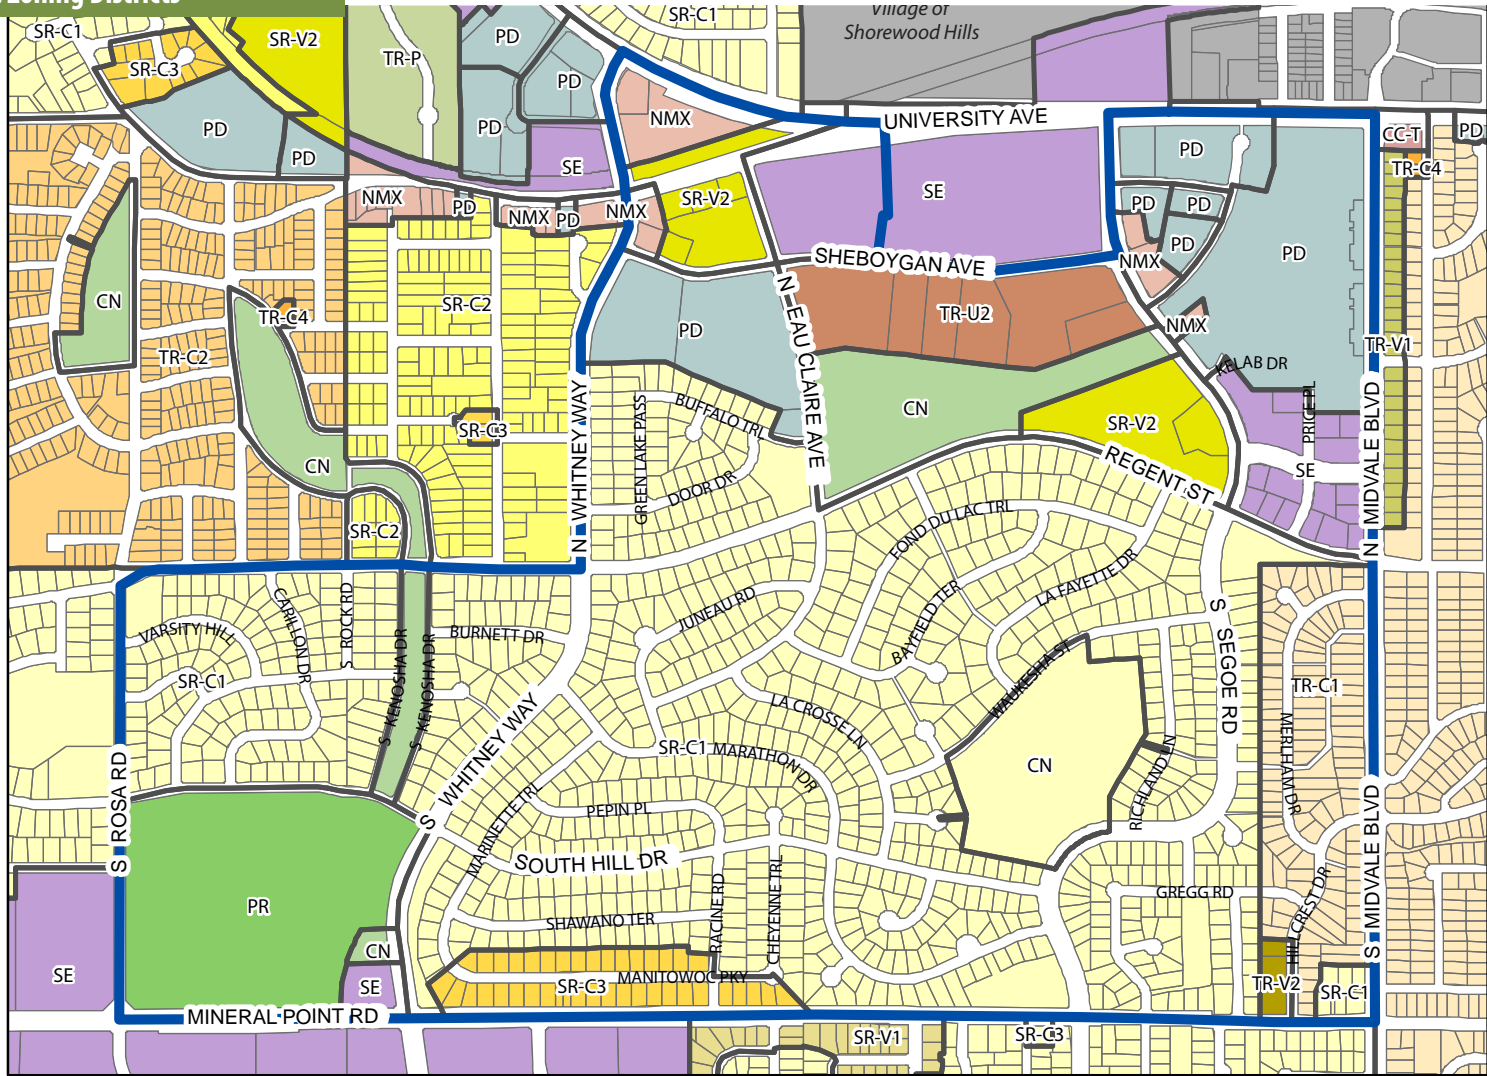 Zoning Districts
SR-C1
SR-V2
TR-P
PD
SR-C1
Village of
Shorewood Hills
SR-C3
PD
NMX
UNIVERSITY AVE
PD
PD
PD
SE
PD
CC-T
PD
TR-C4
NMX
PD
NMX
PD
NMX
SR-V2
SE
PD
PD
PD
PD
SHEBOYGAN AVE
NMX
CN
SR-C2
TR-C4
TR-C2
PD
N EAU CLAIRE AVE
TR-U2
NMX
TR-V1
KELAB DR
N WHITNEY WAY
GREEN LAKE PASS
BUFFALO TRL
CN
SR-V2
PRICE PL
N MIDVALE BLVD
SR-C3
REGENT ST
SE
CN
DOOR DR
SR-C2
FOND DU LAC TRL
LA FAYETTE DR
BAYFIELD TER
JUNEAU RD
S SEGOE RD
VARSITY HILL
CARILLON DR
S ROCK RD
S KENOSHA DR
S KENOSHA DR
BURNETT DR
SR-C1
WAUKESHA ST
TR-C1
MERLHAM DR
LA CROSSE LN
SR-C1
MARATHON DR
CN
RICHLAND LN
S ROSA RD
S WHITNEY WAY
MARINETTE TRL
PEPIN PL
SOUTH HILL DR
S MIDVALE BLVD
PR
SHAWANO TER
RACINE RD
CHEYENNE TRL
GREGG RD
HILLCREST DR
CN
SE
SE
SR-C3
MANITOWOC PKY
TR-V2
SR-C1
MINERAL POINT RD
SR-V1
SR-C3